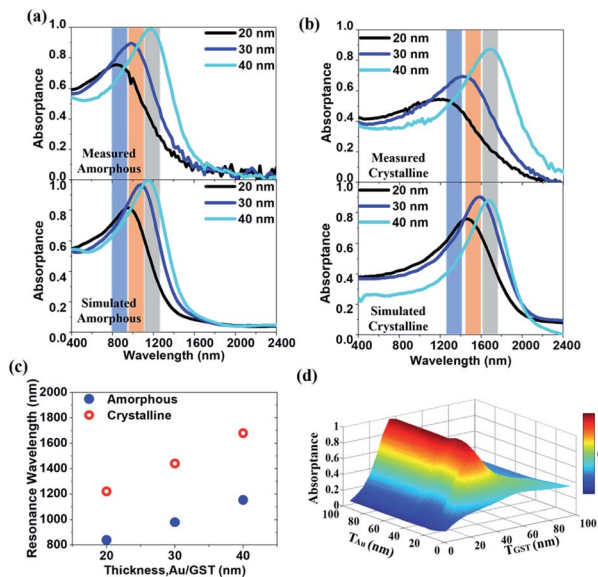 (a)
1.0
0.8
0.6
0.4
0.2
0.0
Absorptance
20 nm
30 nm
40 nm
Measured
Amorphous
1.0
0.8
0.6
0.4
0.2
0.0
Absorptance
20 nm
30 nm
40 nm
Simulated
Amorphous
400 800 1200 1600 2000 2400
Wavelength (nm)
(b)
1.0
0.8
0.6
0.4
0.2
0.0
Absorptance
20 nm
30 nm
40 nm
Measured
Crystalline
1.0
0.8
0.6
0.4
0.2
0.0
Absorptance
20 nm
30 nm
40 nm
Simulated
Crystalline
400 800 1200 1600 2000 2400
Wavelength (nm)
(c)
Resonance Wavelength (nm)
2000
1800
1600
1400
1200
1000
800
Amorphous
Crystalline
20 30 40
Thickness,Au/GST (nm)
(d)
Absorptance
1
0.8
0.6
0.4
0.2
0
100 80 60 40 20 0
T_Au (nm)
0 20 40 60 80 100
T_GST (nm)